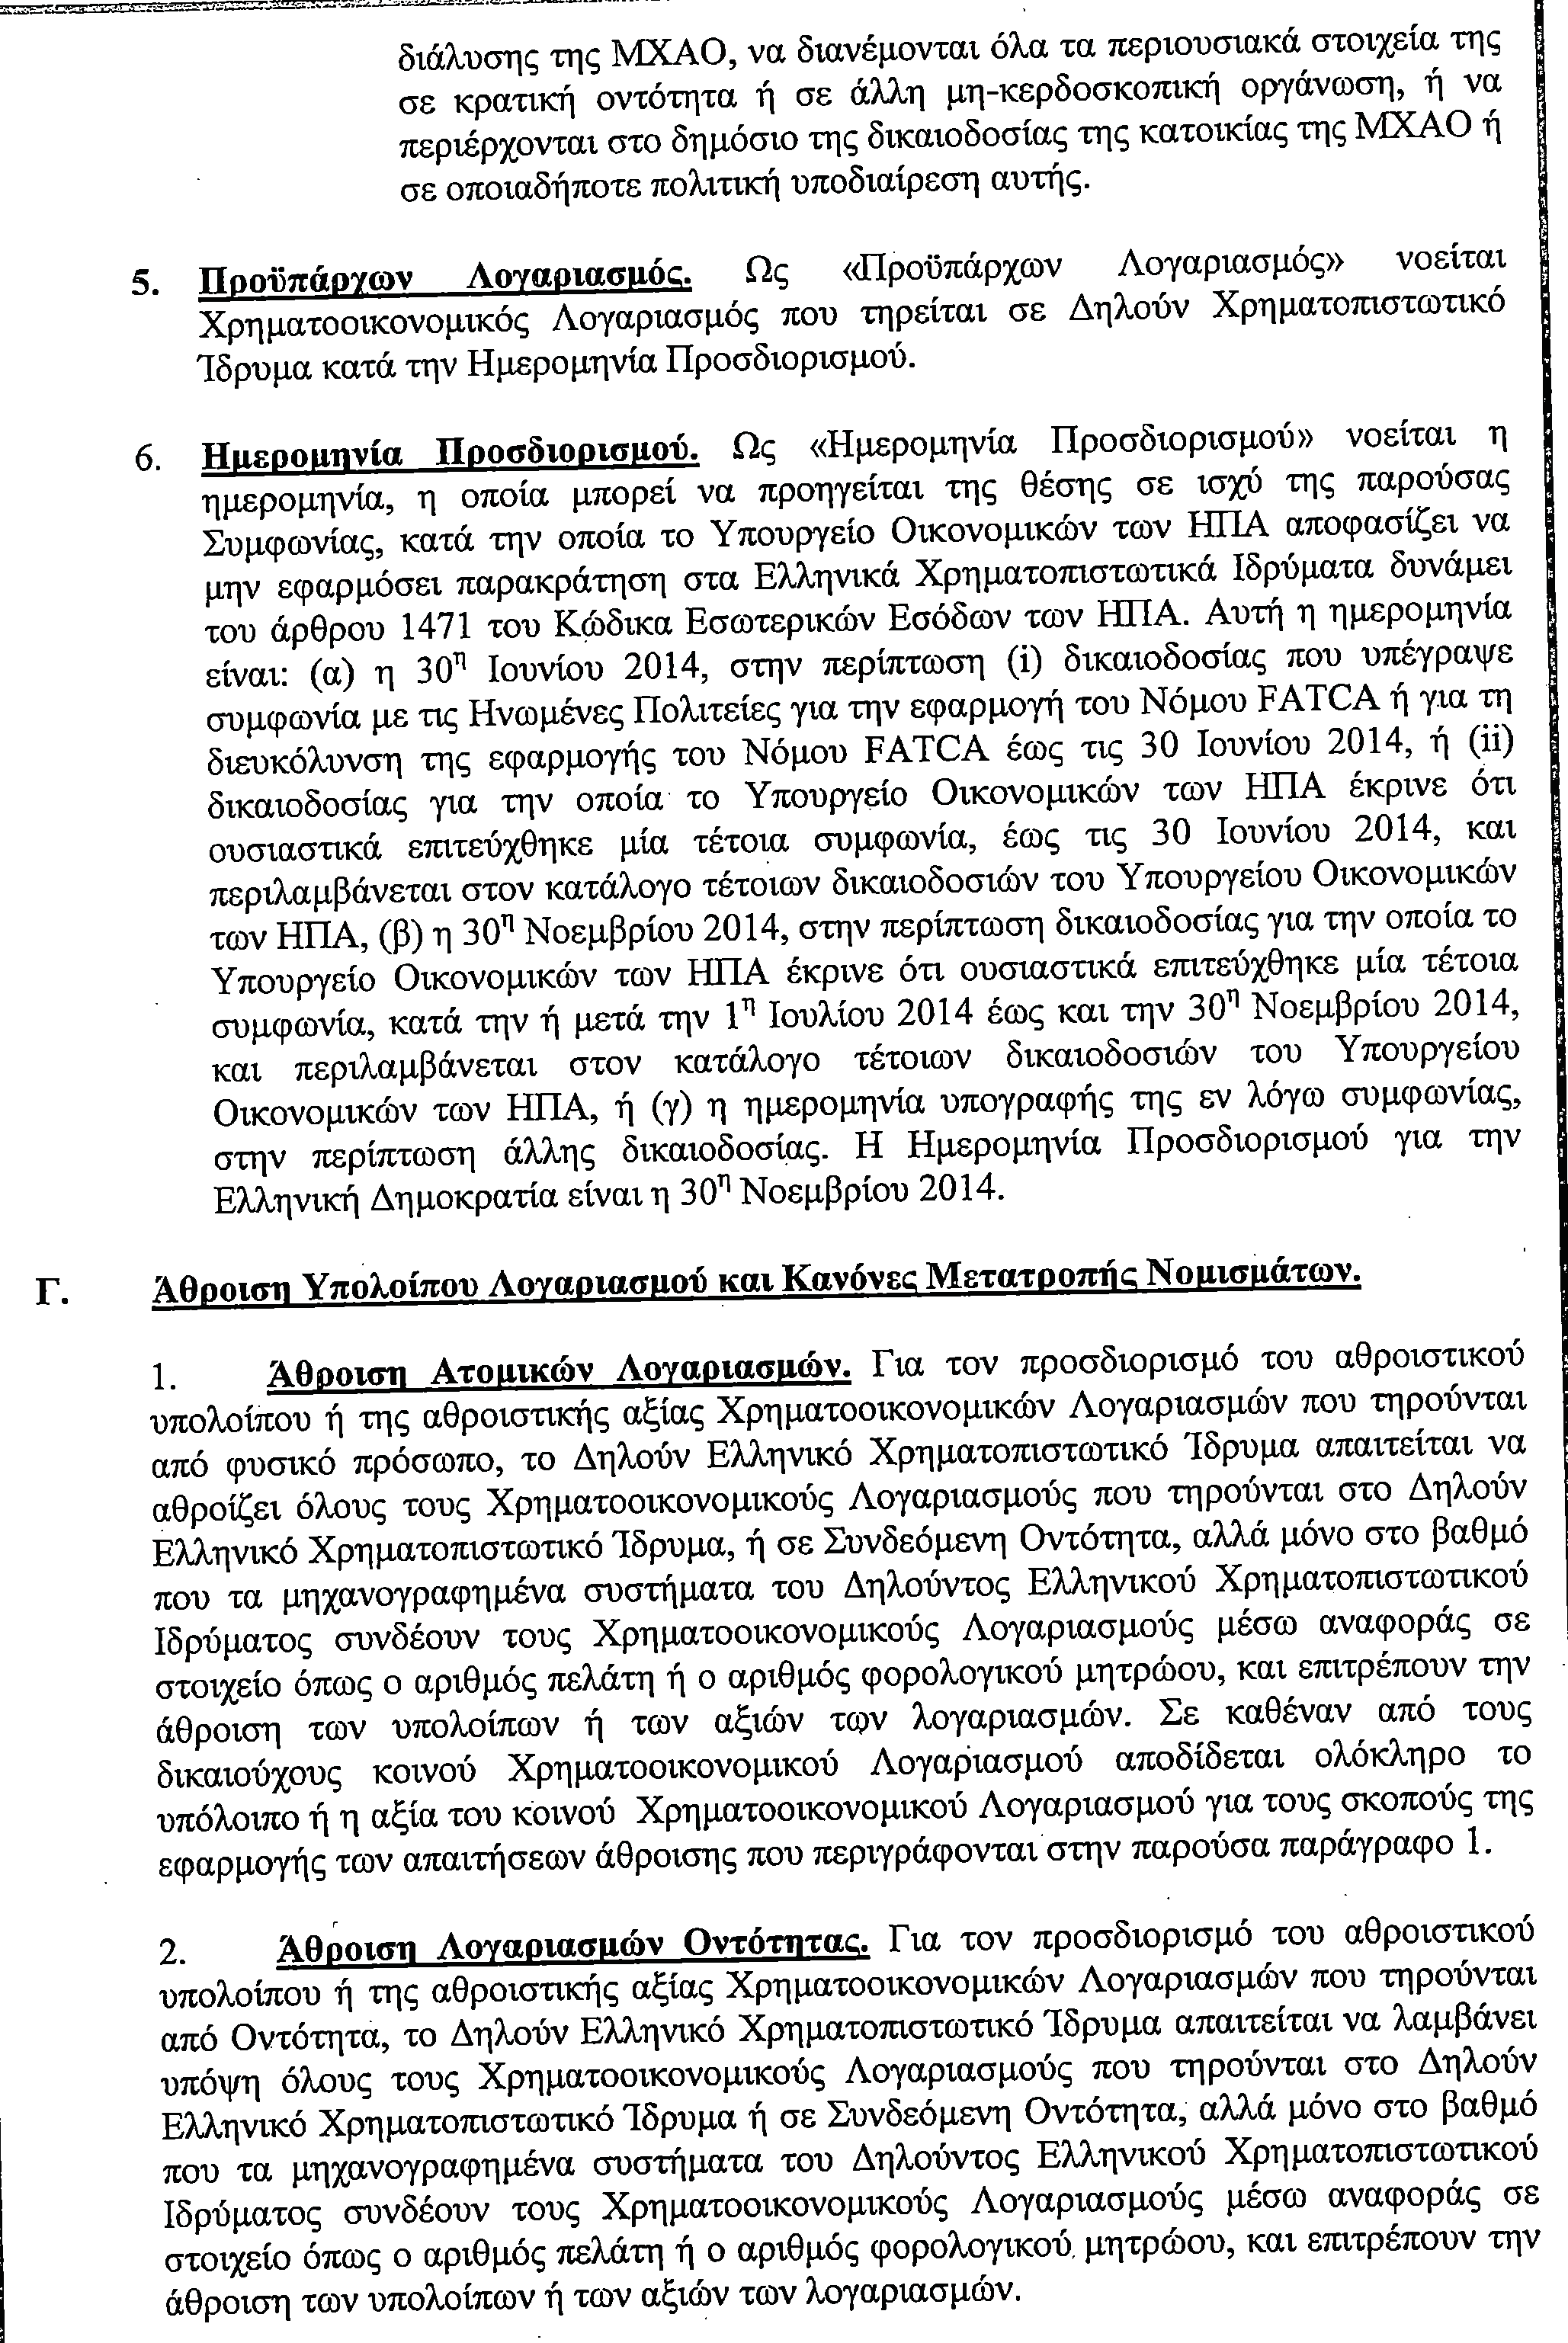 διάλυσης της ΜΧΑΟ, να διανέμονται όλα τα περιουσιακά στοιχεία της
σε κρατική οντότητα ή σε άλλη μη-κερδοσκοπική οργάνωση, ή να
περιέρχονται στο δημόσιο της δικαιοδοσίας της κατοικίας της ΜΧΑΟ ή
σε οποιαδήποτε πολιτική υποδιαίρεση αυτής.
5. Προϋπάρχων Λογαριασμός. Ως «Προϋπάρχων Λογαριασμός» νοείται
Χρηματοοικονομικός Λογαριασμός που τηρείται σε Δηλούν Χρηματοπιστωτικό
Ίδρυμα κατά την Ημερομηνία Προσδιορισμού.
6. Ημερομηνία Προσδιορισμού. Ως «Ημερομηνία Προσδιορισμού» νοείται η
ημερομηνία, η οποία μπορεί να προηγείται της θέσης σε ισχύ της παρούσας
Συμφωνίας, κατά την οποία το Υπουργείο Οικονομικών των ΗΠΑ αποφασίζει να
μην εφαρμόσει παρακράτηση στα Ελληνικά Χρηματοπιστωτικά Ιδρύματα δυνάμει
του άρθρου 1471 του Κώδικα Εσωτερικών Εσόδων των ΗΠΑ. Αυτή η ημερομηνία
είναι: (α) η 30η Ιουνίου 2014, στην περίπτωση (i) δικαιοδοσίας που υπέγραψε
συμφωνία με τις Ηνωμένες Πολιτείες για την εφαρμογή του Νόμου FATCA ή για τη
διευκόλυνση της εφαρμογής του Νόμου FATCA έως τις 30 Ιουνίου 2014, ή (ii)
δικαιοδοσίας για την οποία το Υπουργείο Οικονομικών των ΗΠΑ έκρινε ότι
ουσιαστικά επιτεύχθηκε μία τέτοια συμφωνία, έως τις 30 Ιουνίου 2014, και
περιλαμβάνεται στον κατάλογο τέτοιων δικαιοδοσιών του Υπουργείου Οικονομικών
των ΗΠΑ, (β) η 30η Νοεμβρίου 2014, στην περίπτωση δικαιοδοσίας για την οποία το
Υπουργείο Οικονομικών των ΗΠΑ έκρινε ότι ουσιαστικά επιτεύχθηκε μία τέτοια
συμφωνία, κατά την ή μετά την 1η Ιουλίου 2014 έως και την 30η Νοεμβρίου 2014,
και περιλαμβάνεται στον κατάλογο τέτοιων δικαιοδοσιών του Υπουργείου
Οικονομικών των ΗΠΑ, ή (γ) η ημερομηνία υπογραφής της εν λόγω συμφωνίας,
στην περίπτωση άλλης δικαιοδοσίας. Η Ημερομηνία Προσδιορισμού για την
Ελληνική Δημοκρατία είναι η 30η Νοεμβρίου 2014.
Γ. Άθροιση Υπολοίπου Λογαριασμού και Κανόνες Μετατροπής Νομισμάτων.
1. Άθροιση Ατομικών Λογαριασμών. Για τον προσδιορισμό του αθροιστικού
υπολοίπου ή της αθροιστικής αξίας Χρηματοοικονομικών Λογαριασμών που τηρούνται
από φυσικό πρόσωπο, το Δηλούν Ελληνικό Χρηματοπιστωτικό Ίδρυμα απαιτείται να
αθροίζει όλους τους Χρηματοοικονομικούς Λογαριασμούς που τηρούνται στο Δηλούν
Ελληνικό Χρηματοπιστωτικό Ίδρυμα, ή σε Συνδεόμενη Οντότητα, αλλά μόνο στο βαθμό
που τα μηχανογραφημένα συστήματα του Δηλούντος Ελληνικού Χρηματοπιστωτικού
Ιδρύματος συνδέουν τους Χρηματοοικονομικούς Λογαριασμούς μέσω αναφοράς σε
στοιχείο όπως ο αριθμός πελάτη ή ο αριθμός φορολογικού μητρώου, και επιτρέπουν την
άθροιση των υπολοίπων ή των αξιών των λογαριασμών. Σε καθέναν από τους
δικαιούχους κοινού Χρηματοοικονομικού Λογαριασμού αποδίδεται ολόκληρο το
υπόλοιπο ή η αξία του κοινού Χρηματοοικονομικού Λογαριασμού για τους σκοπούς της
εφαρμογής των απαιτήσεων άθροισης που περιγράφονται στην παρούσα παράγραφο 1.
2. Άθροιση Λογαριασμών Οντότητας. Για τον προσδιορισμό του αθροιστικού
υπολοίπου ή της αθροιστικής αξίας Χρηματοοικονομικών Λογαριασμών που τηρούνται
από Οντότητα, το Δηλούν Ελληνικό Χρηματοπιστωτικό Ίδρυμα απαιτείται να λαμβάνει
υπόψη όλους τους Χρηματοοικονομικούς Λογαριασμούς που τηρούνται στο Δηλούν
Ελληνικό Χρηματοπιστωτικό Ίδρυμα ή σε Συνδεόμενη Οντότητα, αλλά μόνο στο βαθμό
που τα μηχανογραφημένα συστήματα του Δηλούντος Ελληνικού Χρηματοπιστωτικού
Ιδρύματος συνδέουν τους Χρηματοοικονομικούς Λογαριασμούς μέσω αναφοράς σε
στοιχείο όπως ο αριθμός πελάτη ή ο αριθμός φορολογικού μητρώου, και επιτρέπουν την
άθροιση των υπολοίπων ή των αξιών των λογαριασμών.